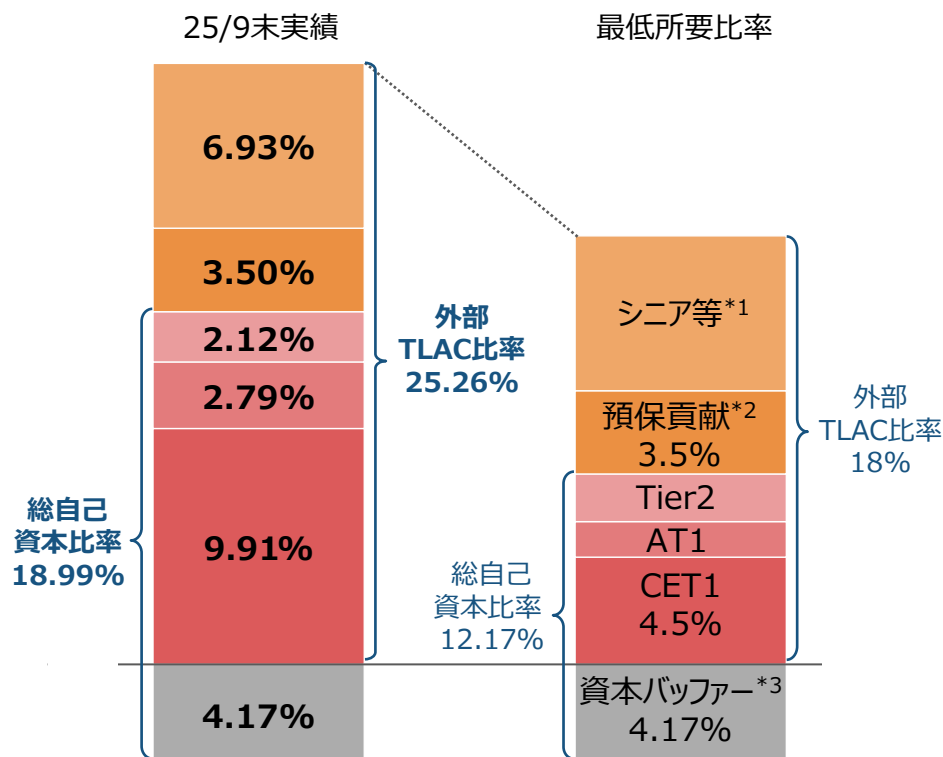 25/9末実績
6.93%
3.50%
2.12%
2.79%
9.91%
4.17%
総自己
資本比率
18.99%
外部
TLAC比率
25.26%
最低所要比率
シニア等*1
預保貢献*2
3.5%
Tier2
AT1
CET1
4.5%
資本バッファー*3
4.17%
総自己
資本比率
12.17%
外部
TLAC比率
18%